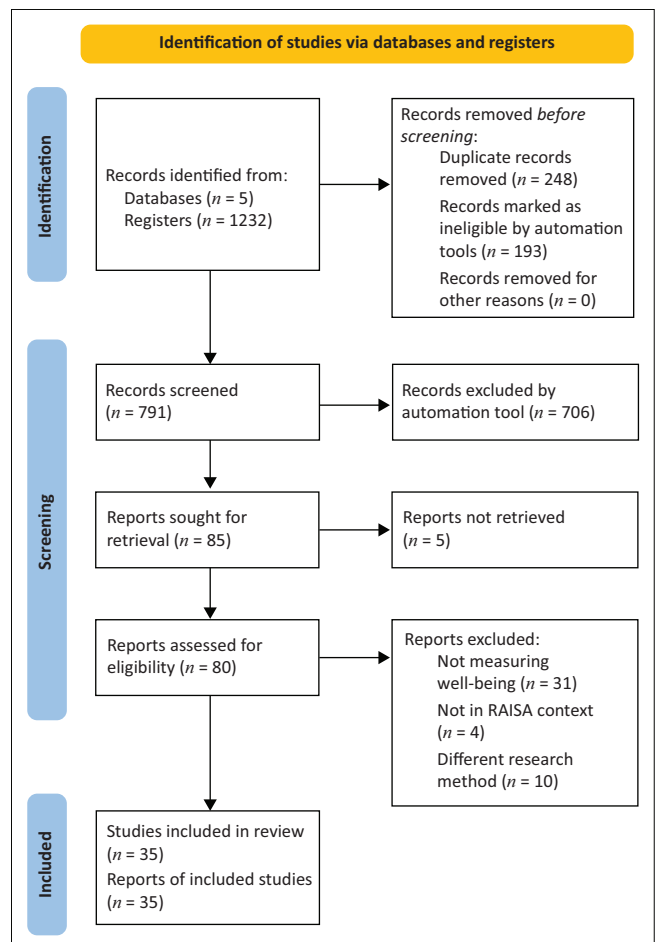 Identification of studies via databases and registers
Identification
Records identified from:
Databases (n = 5)
Registers (n = 1232)
Records removed before
screening:
Duplicate records
removed (n = 248)
Records marked as
ineligible by automation
tools (n = 193)
Records removed for
other reasons (n = 0)
Screening
Records screened
(n = 791)
Records excluded by
automation tool (n = 706)
Reports sought for
retrieval (n = 85)
Reports not retrieved
(n = 5)
Reports assessed for
eligibility (n = 80)
Reports excluded:
Not measuring
well-being (n = 31)
Not in RAISA context
(n = 4)
Different research
method (n = 10)
Included
Studies included in review
(n = 35)
Reports of included studies
(n = 35)